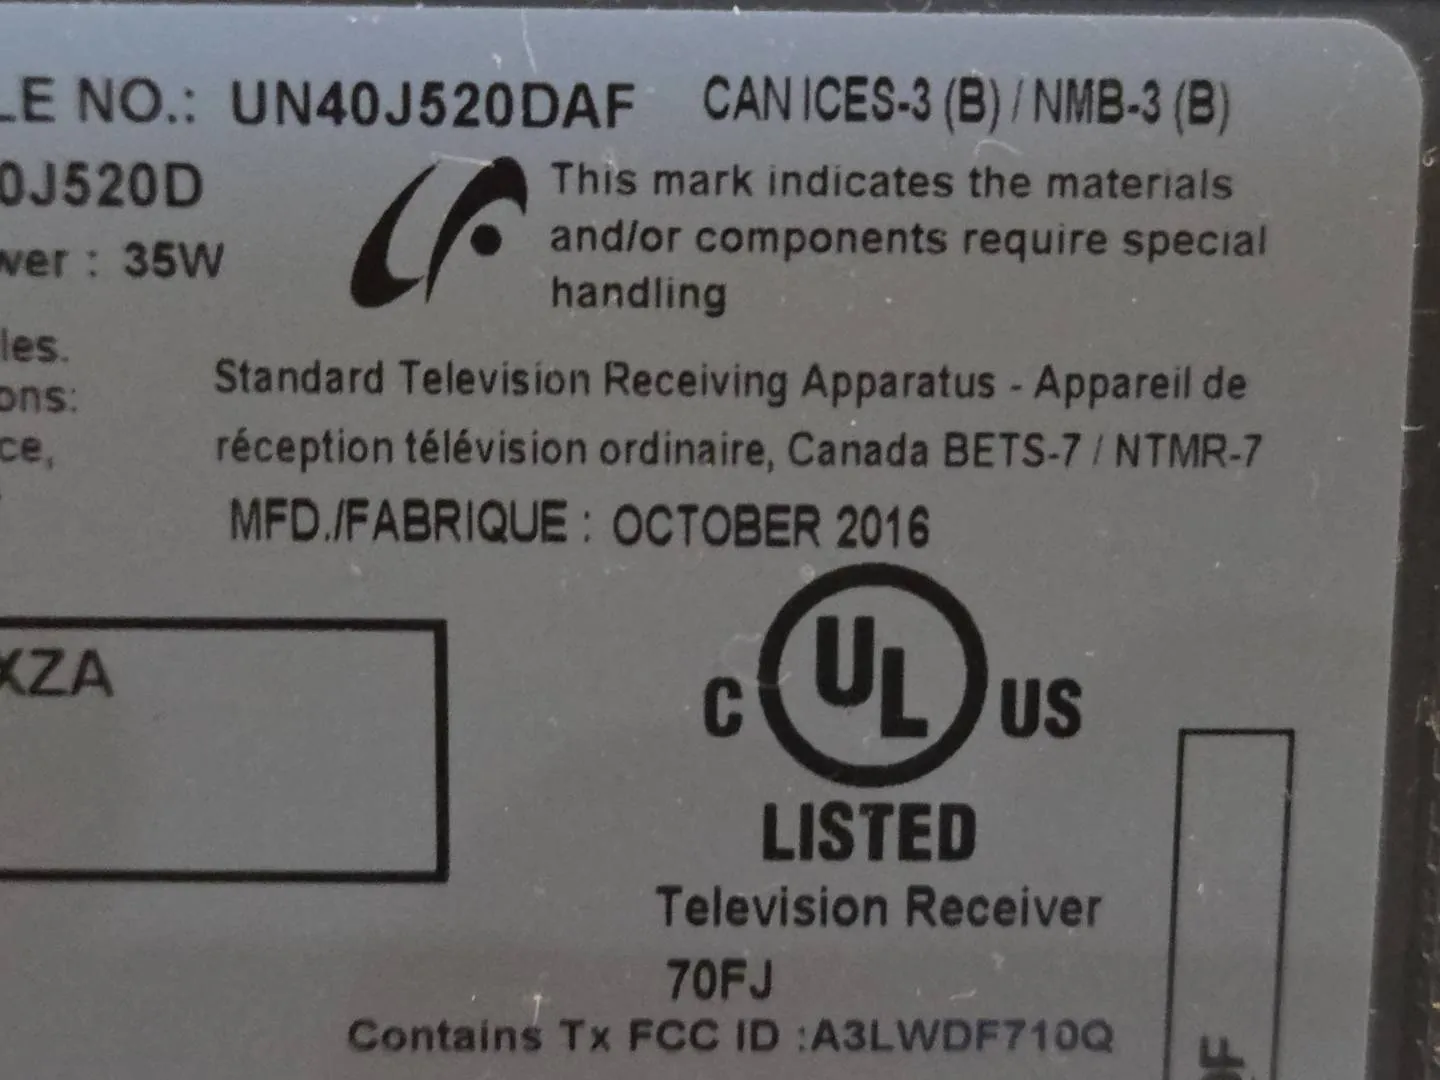 LE NO.: UN40J520DAF CAN ICES-3 (B) / NMB-3 (B)
0J520D
wer : 35W
This mark indicates the materials
and/or components require special
handling
les.
ons:
ce,
Standard Television Receiving Apparatus - Appareil de
réception télévision ordinaire, Canada BETS-7 / NTMR-7
MFD./FABRIQUE : OCTOBER 2016
XZA
C UL US
LISTED
Television Receiver
70FJ
Contains Tx FCC ID :A3LWDF710Q
0F